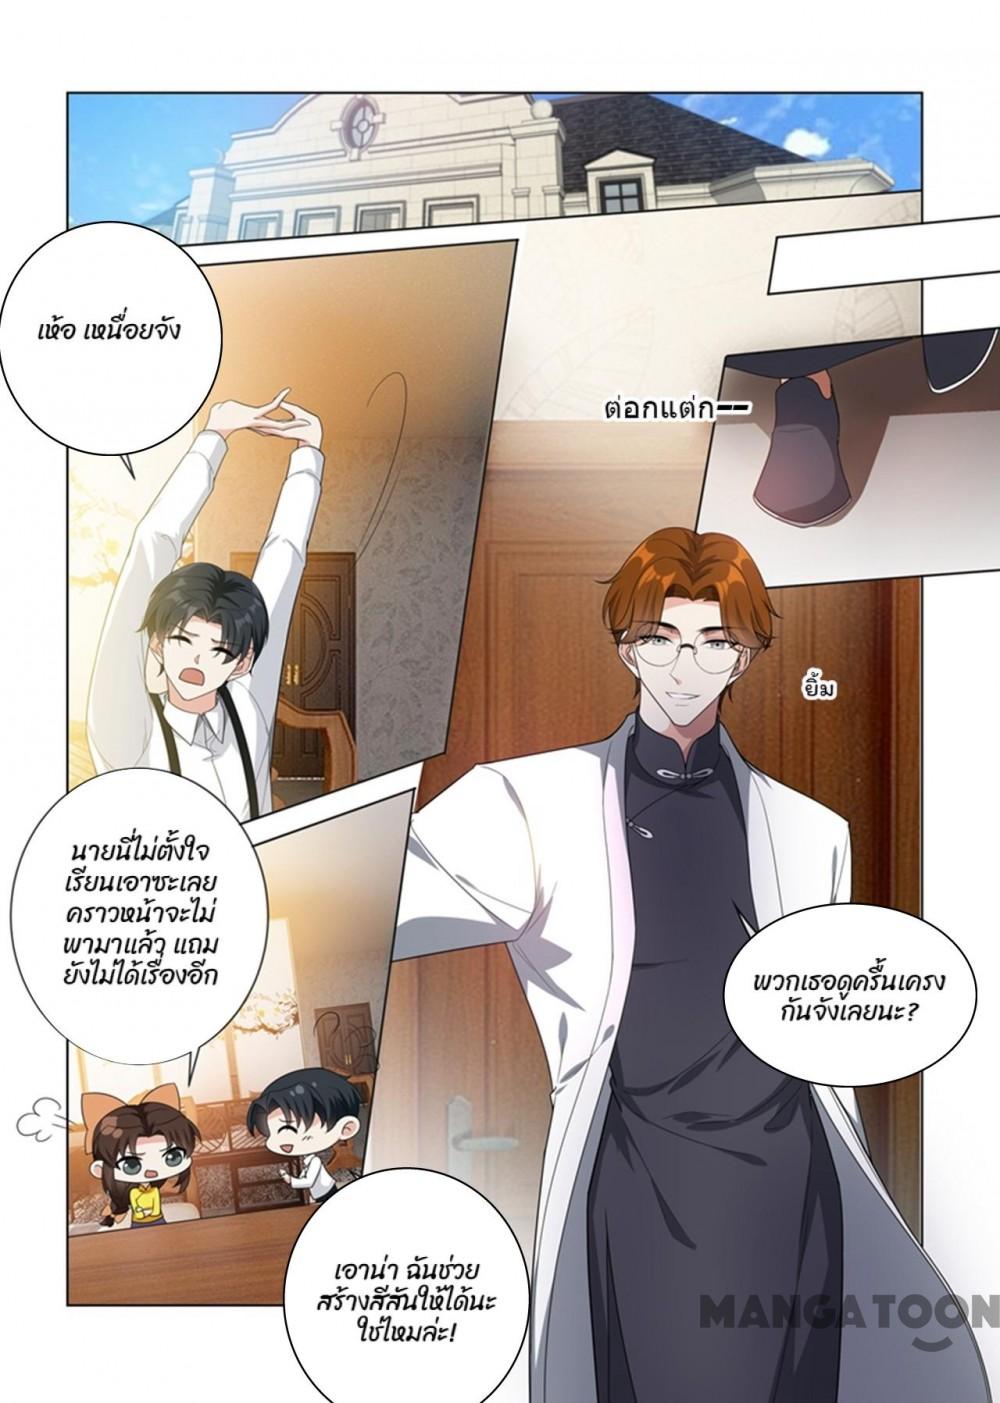 เห้อ เหนื่อยจัง
ต่อกแต่ก--
ยิ้ม
นายนี่ไม่ตั้งใจ
เรียนเอาซะเลย
คราวหน้าจะไม่
พามาแล้ว แถม
ยังไม่ได้เรื่องอีก
พวกเธอดูครื้นเครง
กันจังเลยนะ?
เอาน่า ฉันช่วย
สร้างสีสันให้ได้นะ
ใช่ไหมล่ะ!
MANGATOON